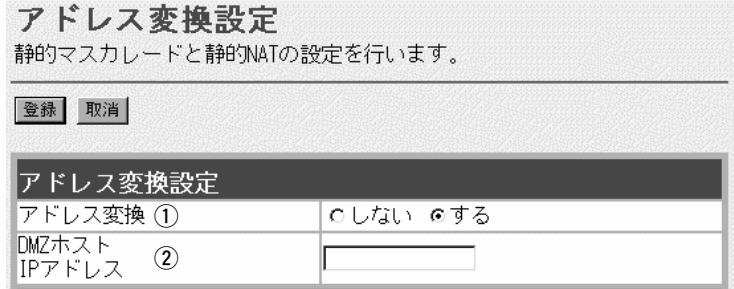 アドレス変換設定
静的マスカレードと静的NATの設定を行います。
登録 取消
アドレス変換設定
アドレス変換 ① しない する
DMZホスト
IPアドレス ②